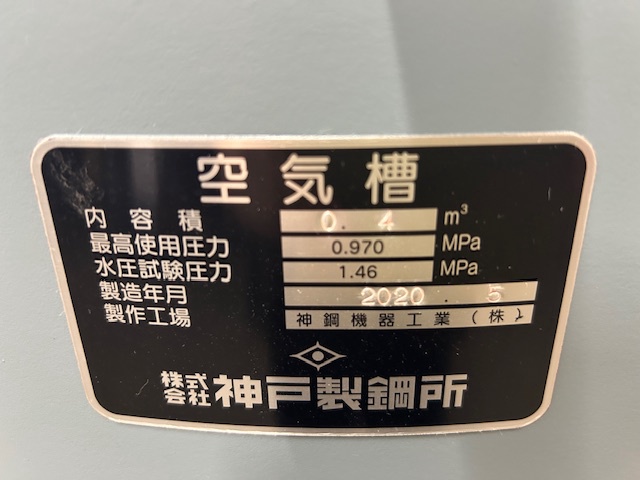 空気槽
内容積 0.4 m³
最高使用圧力 0.970 MPa
水圧試験圧力 1.46 MPa
製造年月 2020.5
製作工場 神鋼機器工業(株)
株式会社 神戸製鋼所